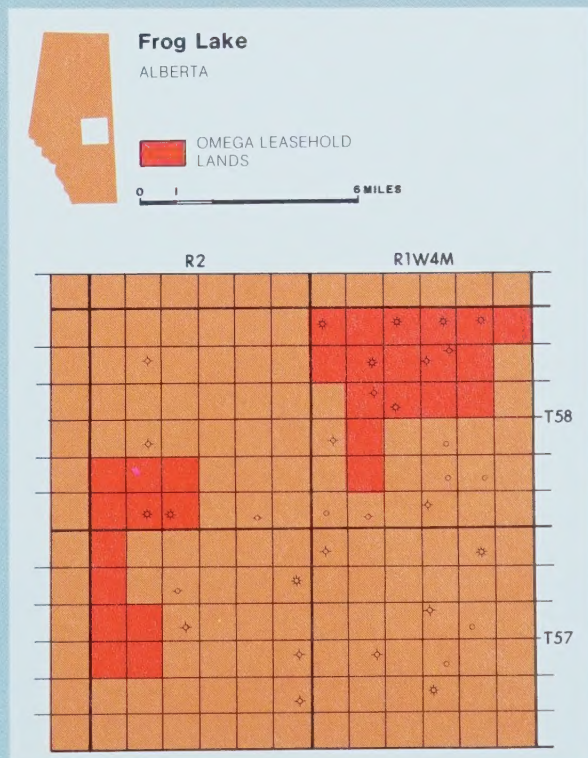 Frog Lake
ALBERTA
OMEGA LEASEHOLD
LANDS
0 1 6 MILES
R2 R1W4M
T58
T57